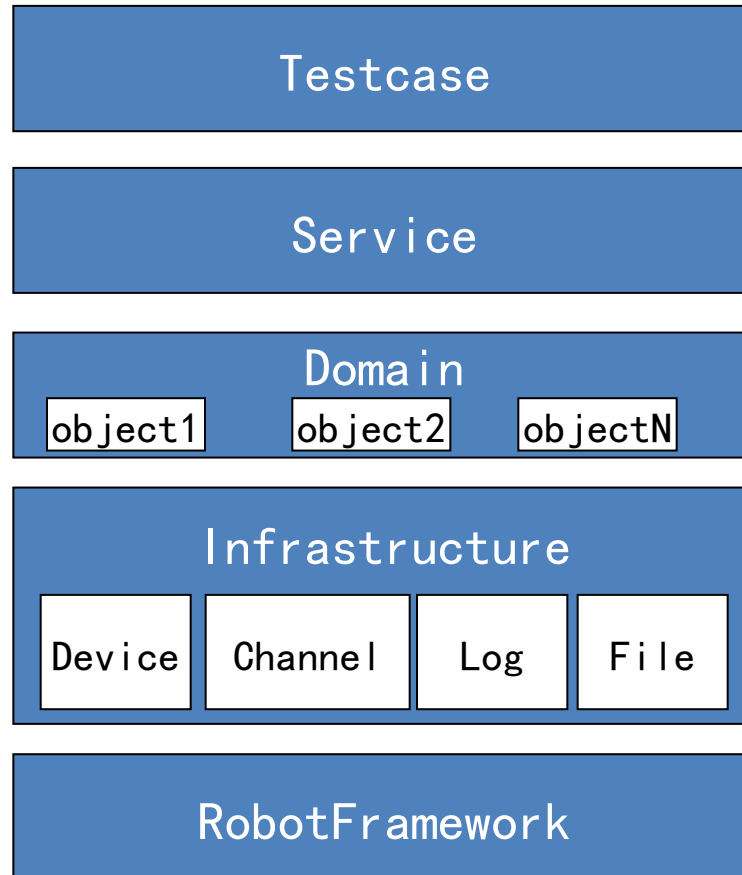 Testcase
Service
Domain
object1 object2 objectN
Infrastructure
Device Channel Log File
RobotFramework